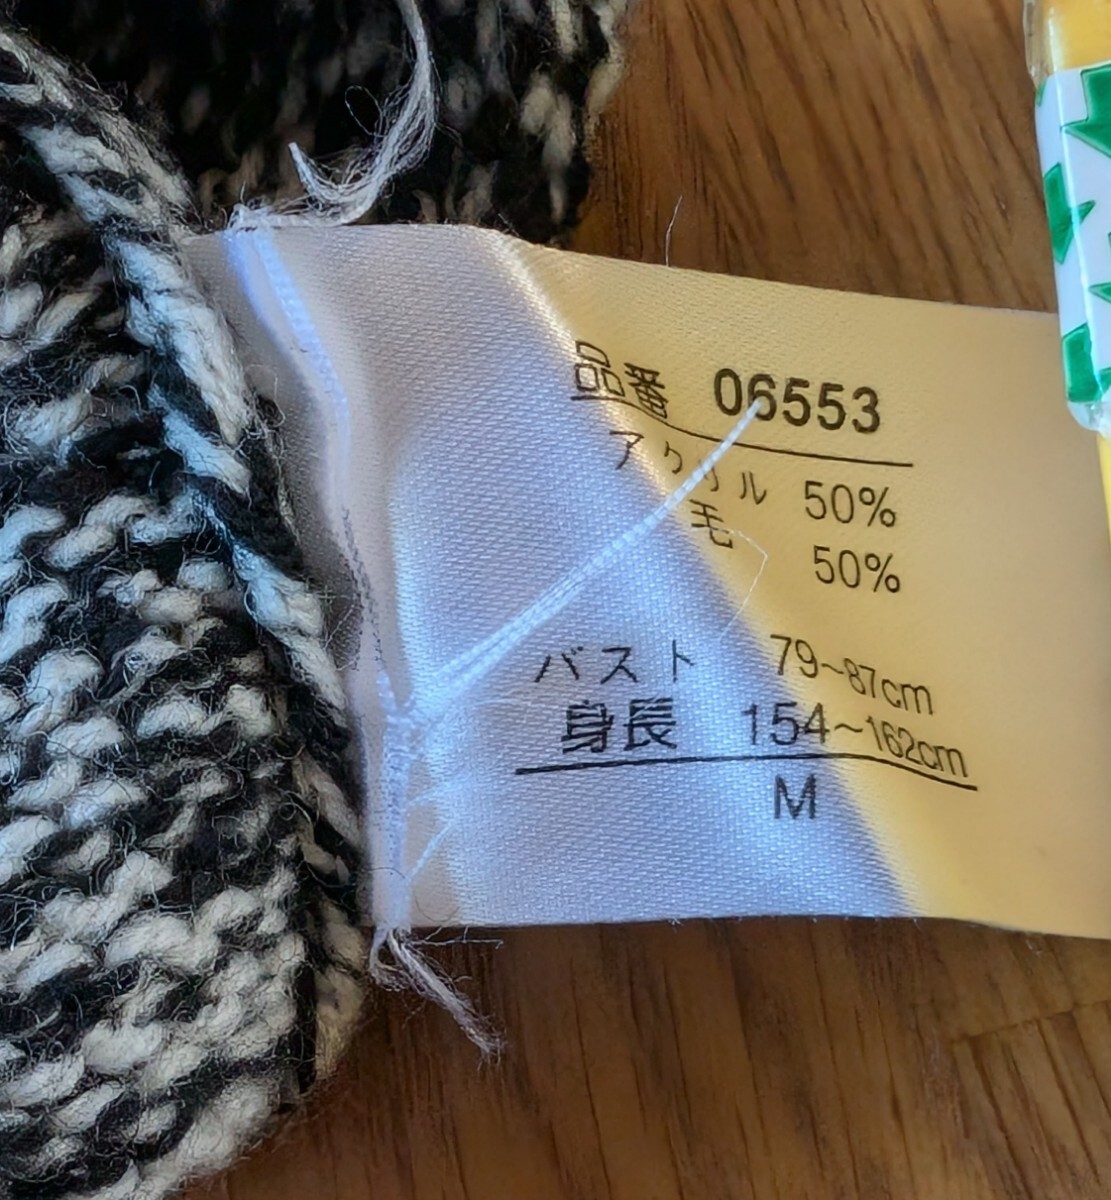 品番 06553
アクリル 50%
毛 50%
バスト 79~87cm
身長 154~162cm
M